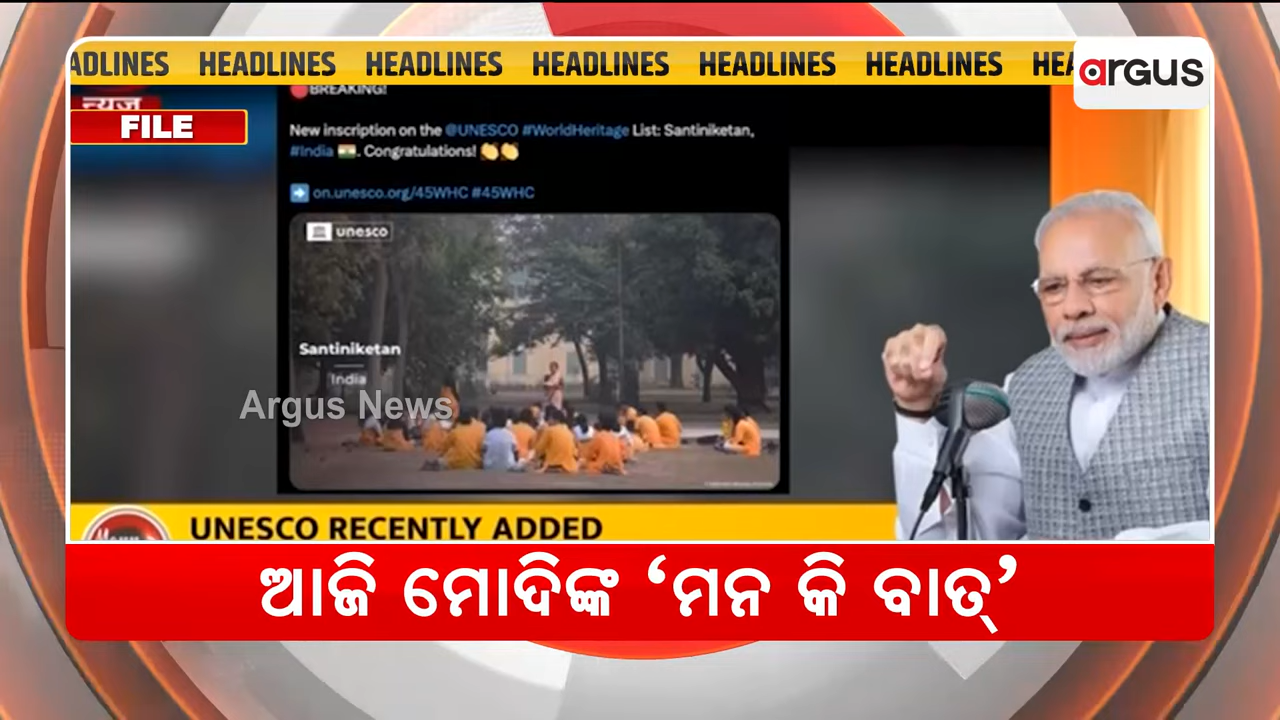 HEADLINES HEADLINES HEADLINES HEADLINES HEADLINES
argus
न्यूज़
FILE
BREAKING!
New inscription on the @UNESCO #WorldHeritage List: Santiniketan,
#India 🇮🇳. Congratulations! 👏👏
➡ on.unesco.org/45WHC #45WHC
unesco
Santiniketan
India
Argus News
UNESCO RECENTLY ADDED
ଆଜି ମୋଦିଙ୍କ ‘ମନ କି ବାତ୍’